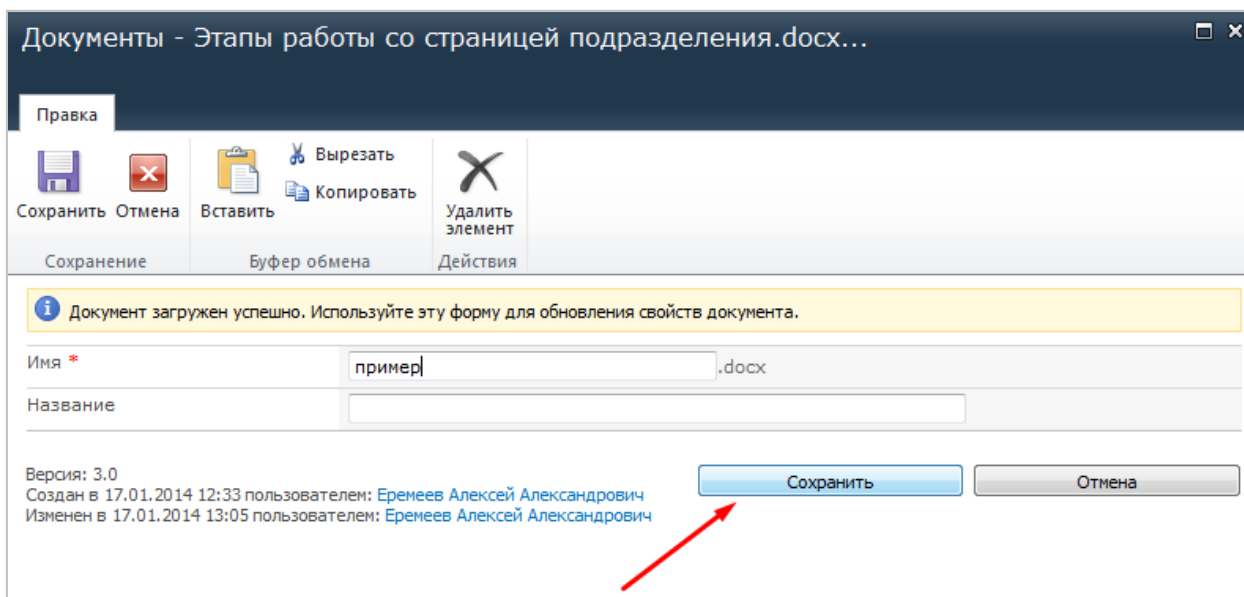 Документы - Этапы работы со страницей подразделения.docx...
Правка
Сохранить Отмена
Вставить
Вырезать
Копировать
Удалить
элемент
Сохранение
Буфер обмена
Действия
Документ загружен успешно. Используйте эту форму для обновления свойств документа.
Имя *
пример .docx
Название
Версия: 3.0
Создан в 17.01.2014 12:33 пользователем: Еремеев Алексей Александрович
Изменен в 17.01.2014 13:05 пользователем: Еремеев Алексей Александрович
Сохранить
Отмена